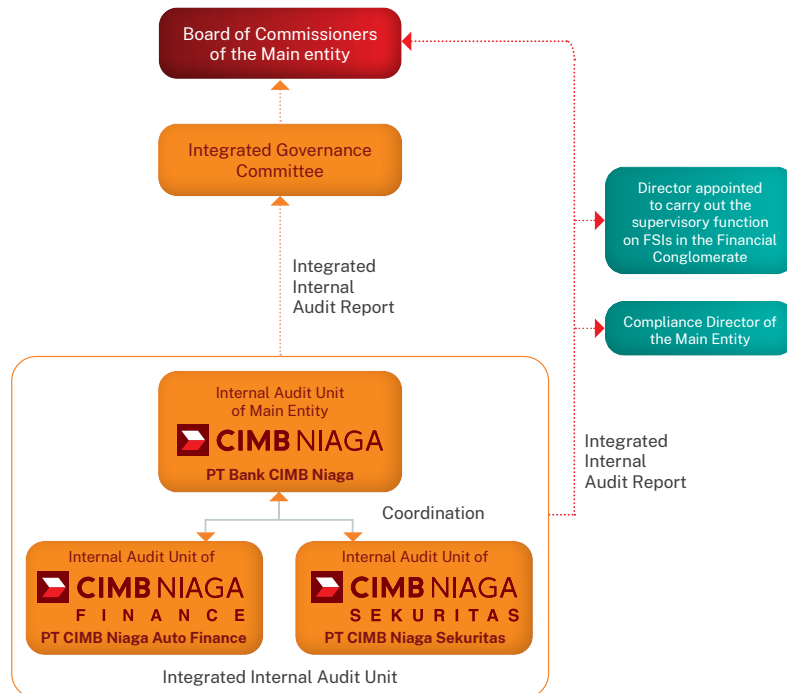 Board of Commissioners
of the Main entity
Integrated Governance
Committee
Director appointed
to carry out the
supervisory function
on FSIs in the Financial
Conglomerate
Integrated
Internal
Audit Report
Compliance Director of
the Main Entity
Internal Audit Unit
of Main Entity
CIMB NIAGA
PT Bank CIMB Niaga
Integrated
Internal
Audit Report
Coordination
Internal Audit Unit of
CIMB NIAGA
FINANCE
PT CIMB Niaga Auto Finance
Internal Audit Unit of
CIMB NIAGA
SEKURITAS
PT CIMB Niaga Sekuritas
Integrated Internal Audit Unit